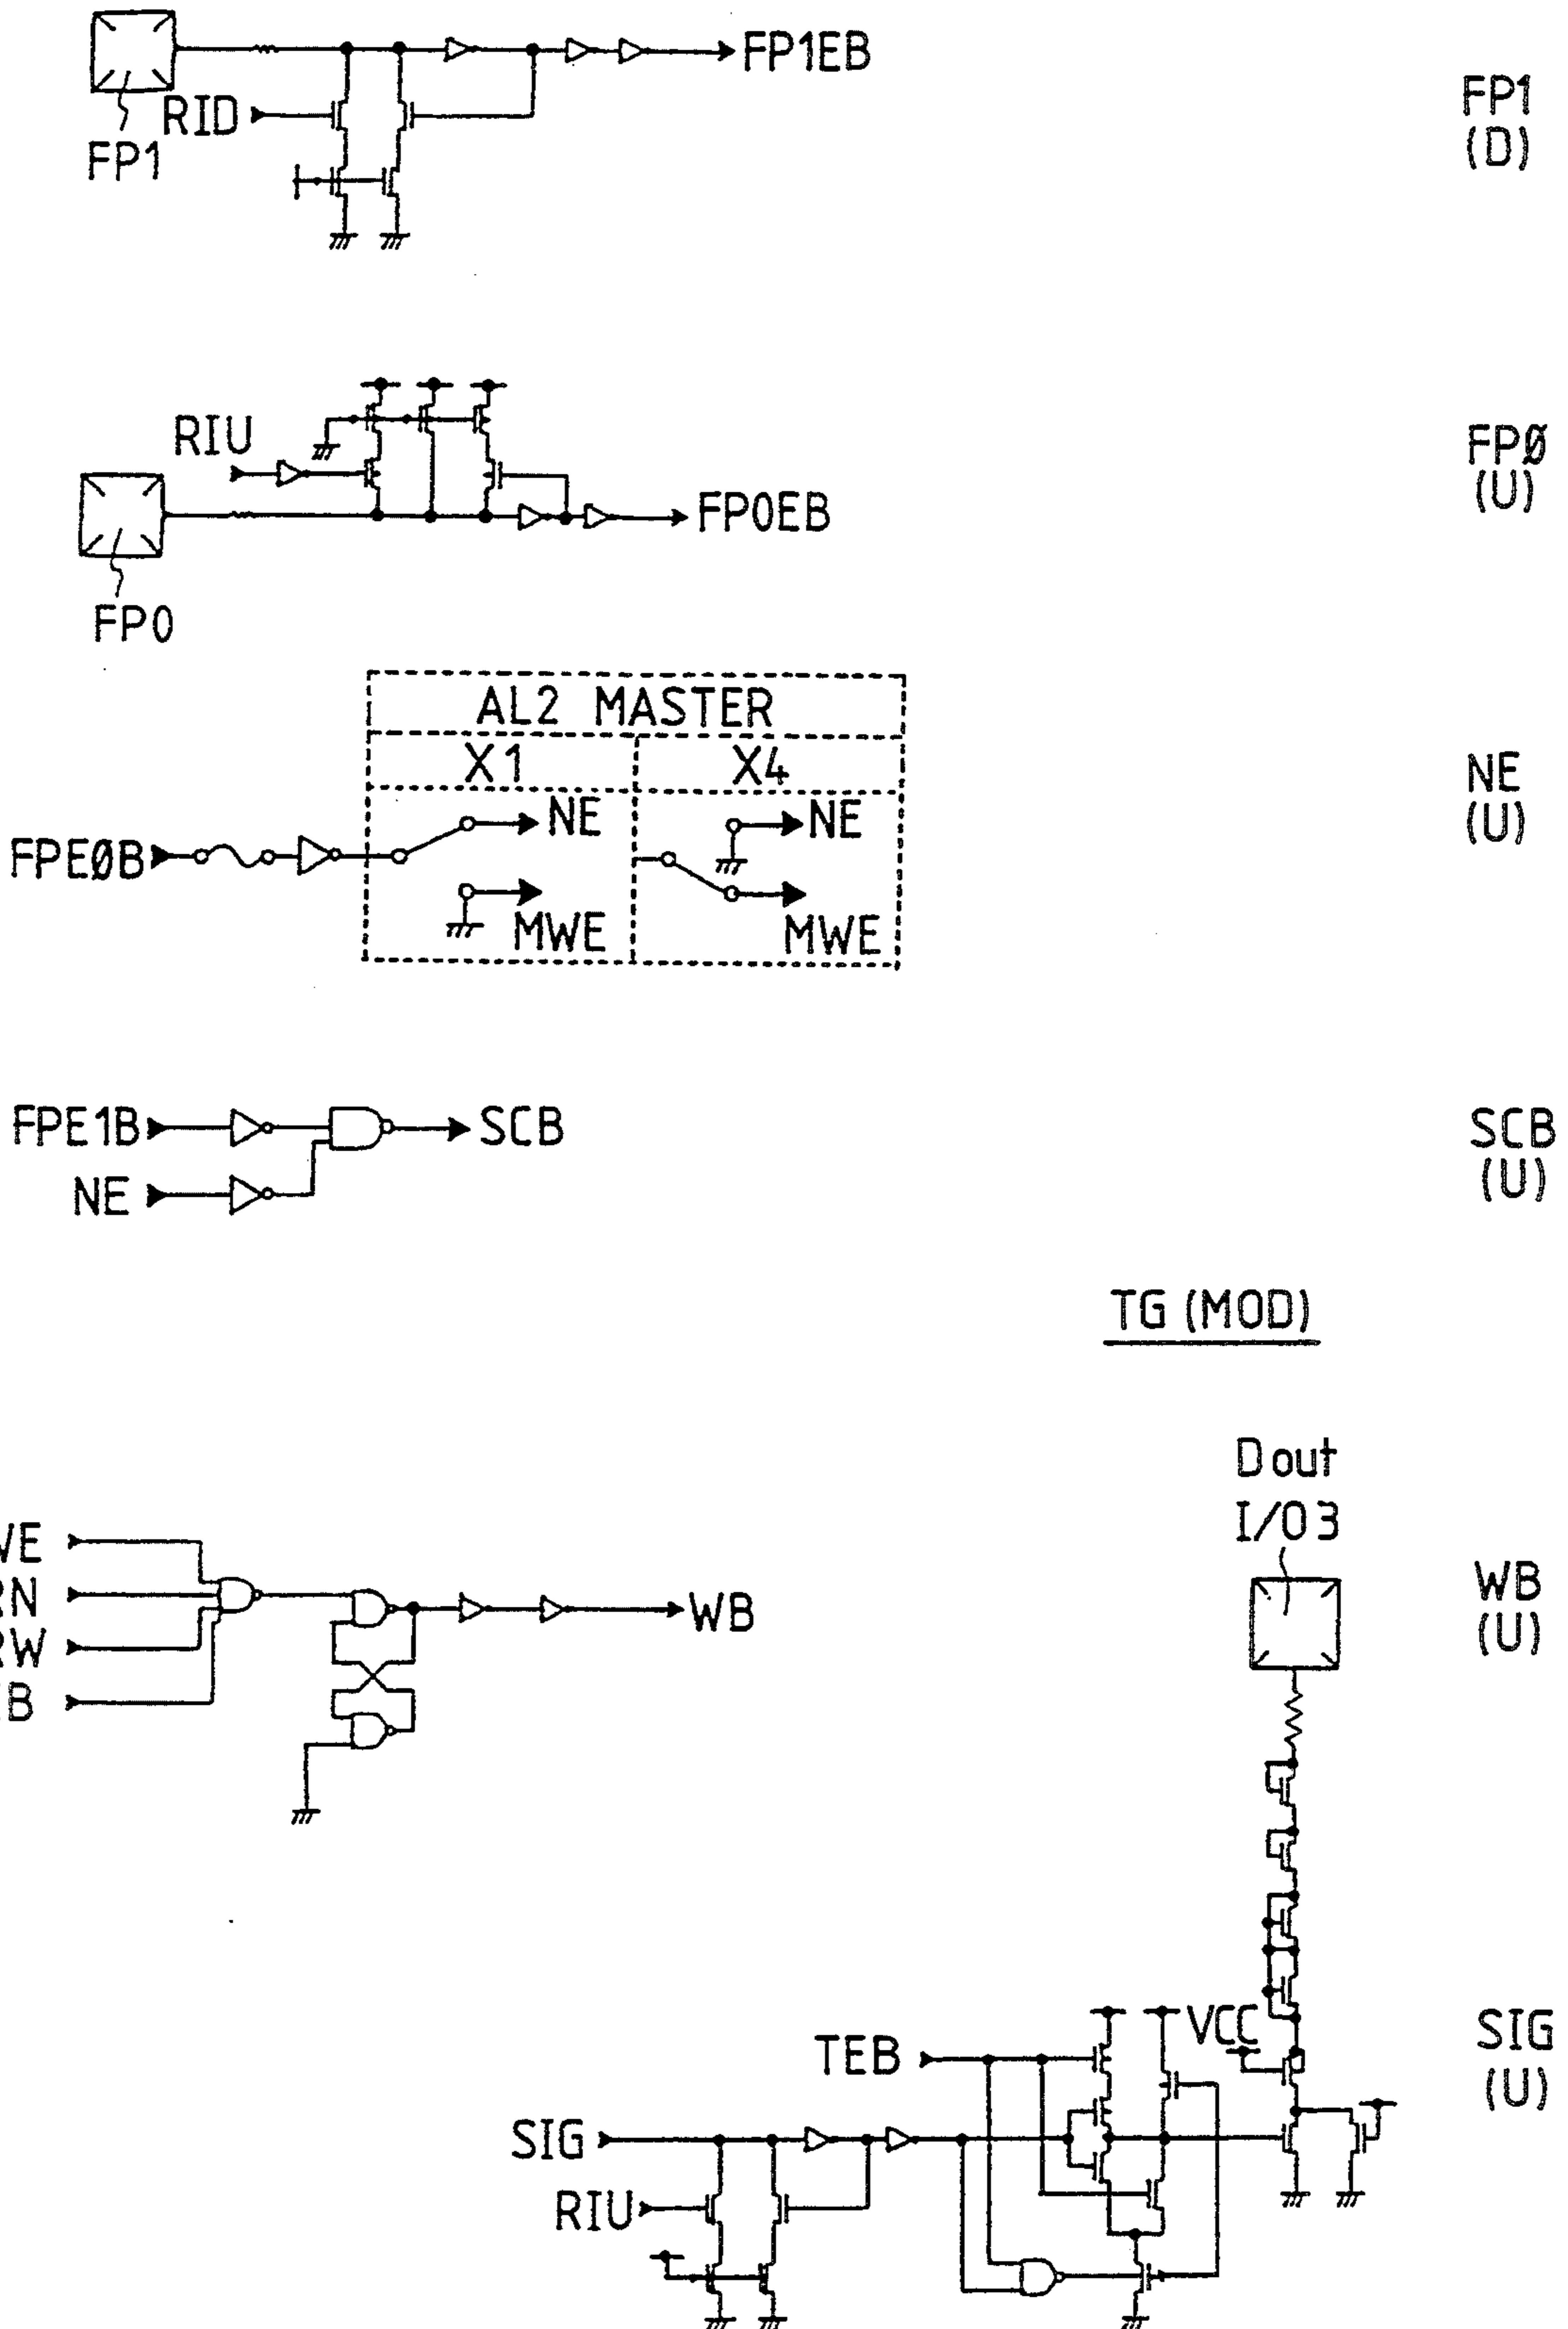 FP1EB
FP1
(D)
RID
FP1
RIU
FPØ
(U)
FP0EB
FP0
AL2 MASTER
X1 X4
NE
(U)
NE NE
FPEØB
MWE MWE
FPE1B SCB
SCB
(U)
NE
TG (MOD)
Dout
I/O3
WB
(U)
WB
VCC
SIG
(U)
TEB
SIG
RIU